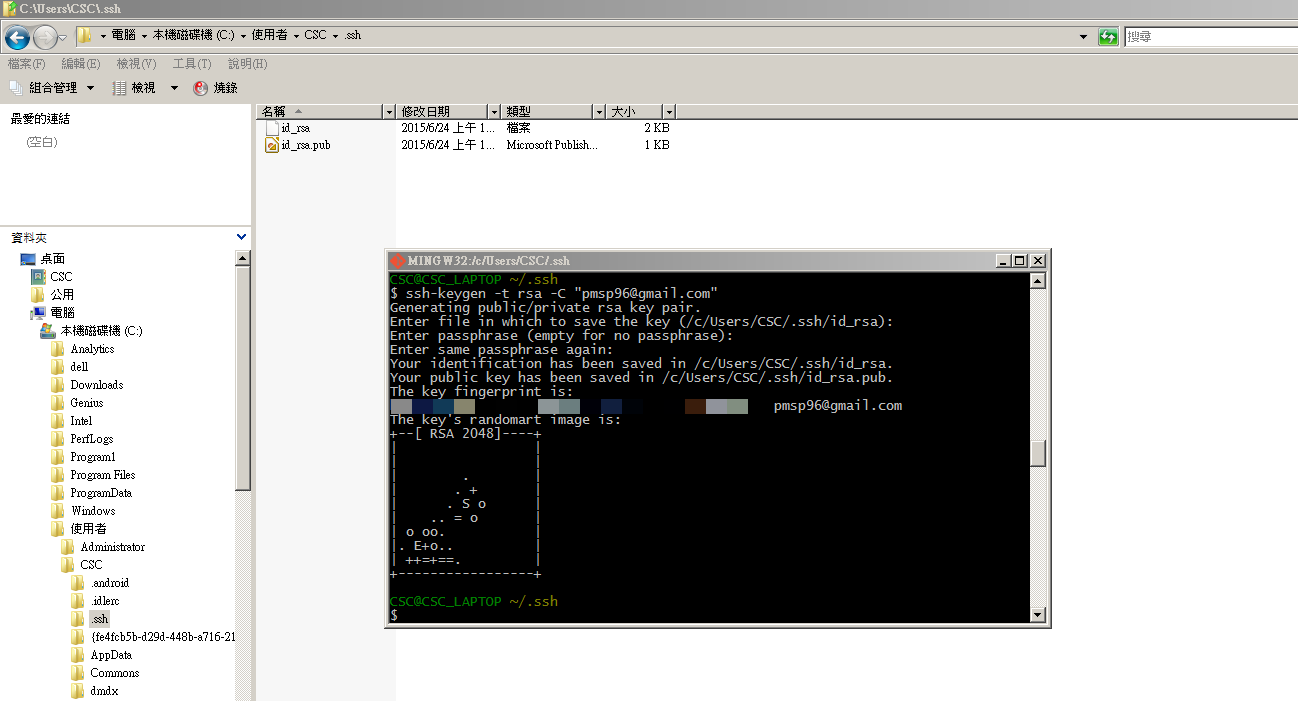 C:\Users\CSC\.ssh
電腦 本機磁碟機 (C:) 使用者 CSC .ssh
搜尋
檔案(F) 編輯(E) 檢視(V) 工具(T) 說明(H)
組合管理 檢視 燒錄
最愛的連結
(空白)
名稱 修改日期 類型 大小
id_rsa 2015/6/24 上午 1... 檔案 2 KB
id_rsa.pub 2015/6/24 上午 1... Microsoft Publish... 1 KB
資料夾
桌面
CSC
公用
電腦
本機磁碟機 (C:)
Analytics
dell
Downloads
Genius
Intel
PerfLogs
Program1
Program Files
ProgramData
Windows
使用者
Administrator
CSC
.android
.idlerc
.ssh
{fe4fcb5b-d29d-448b-a716-21
AppData
Commons
dmdx
MINGW32:/c/Users/CSC/.ssh
CSC@CSC_LAPTOP ~/.ssh
$ ssh-keygen -t rsa -C "pmsp96@gmail.com"
Generating public/private rsa key pair.
Enter file in which to save the key (/c/Users/CSC/.ssh/id_rsa):
Enter passphrase (empty for no passphrase):
Enter same passphrase again:
Your identification has been saved in /c/Users/CSC/.ssh/id_rsa.
Your public key has been saved in /c/Users/CSC/.ssh/id_rsa.pub.
The key fingerprint is:
pmsp96@gmail.com
The key's randomart image is:
+--[ RSA 2048]----+
|                 |
|                 |
|        .        |
|       . +       |
|      . S o      |
|    .. = o       |
| o oo.           |
|. E+o..          |
| ++=+==.         |
+-----------------+
CSC@CSC_LAPTOP ~/.ssh
$